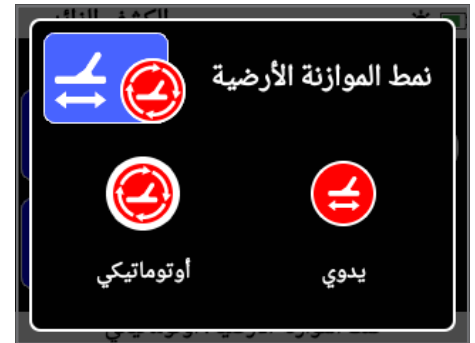 نمط الموازنة الأرضية
يدوي
أوتوماتيكي